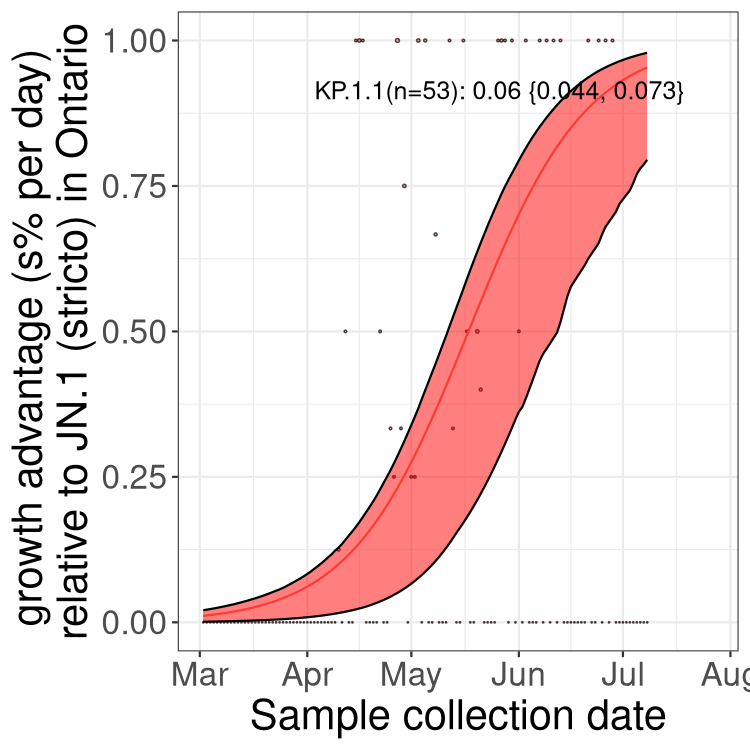 growth advantage (s% per day)
relative to JN.1 (stricto) in Ontario
1.00
0.75
0.50
0.25
0.00
KP.1.1(n=53): 0.06 {0.044, 0.073}
Mar Apr May Jun Jul Aug
Sample collection date